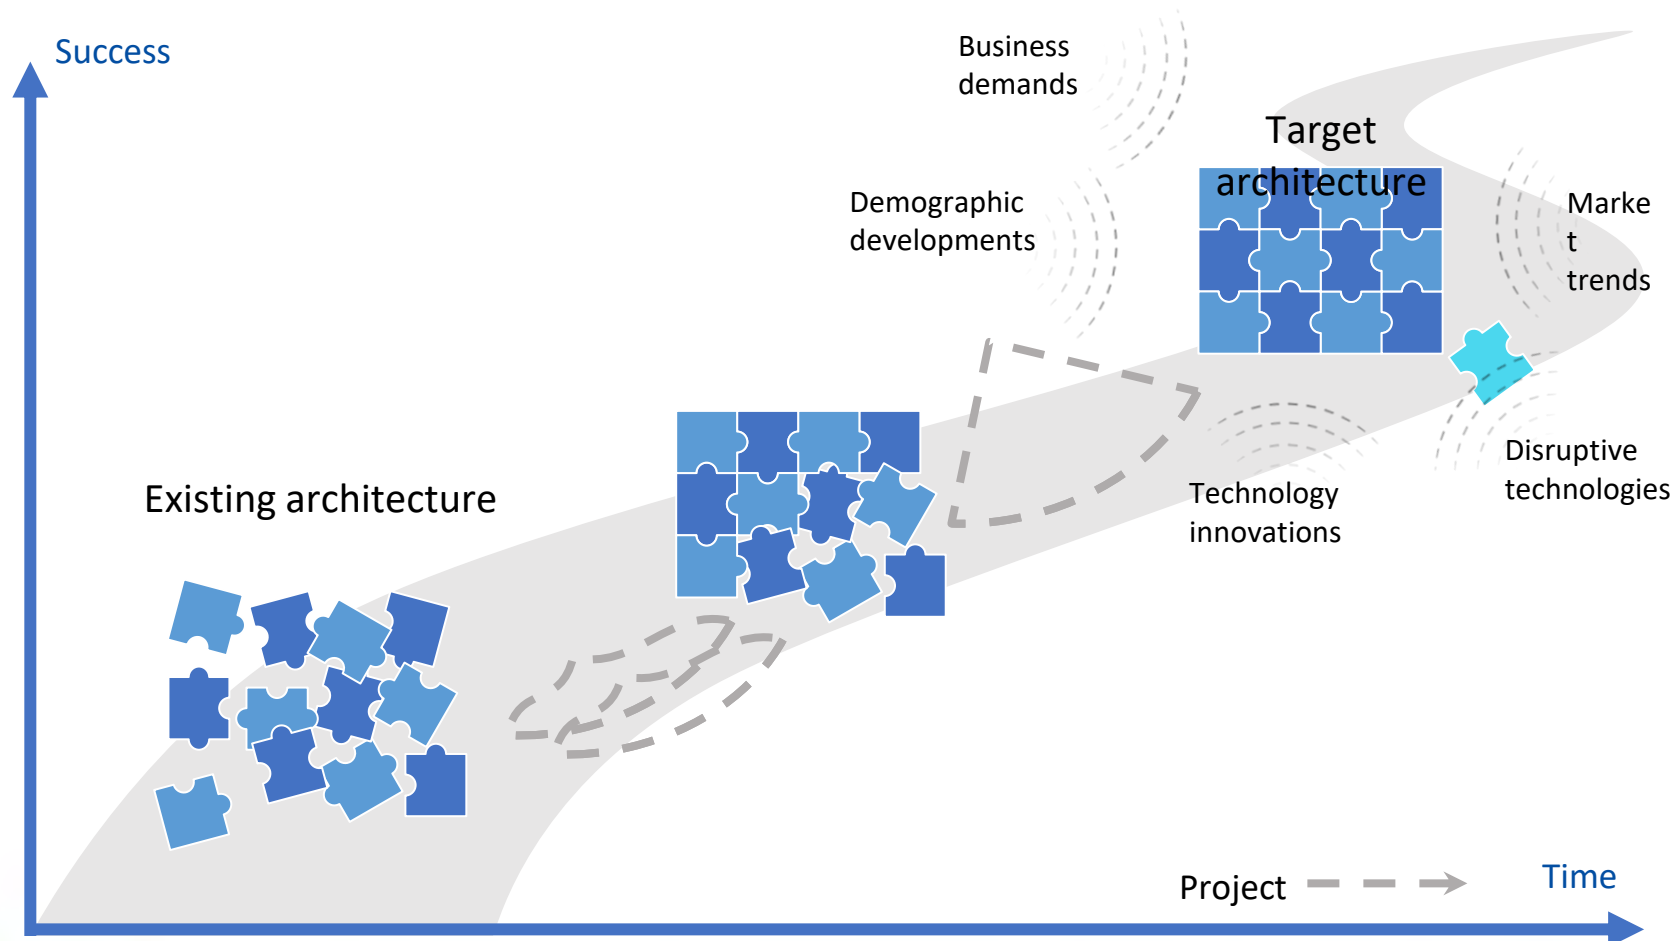 Success
Business
demands
Target
architecture
Demographic
developments
Marke
t
trends
Existing architecture
Technology
innovations
Disruptive
technologies
Project
Time